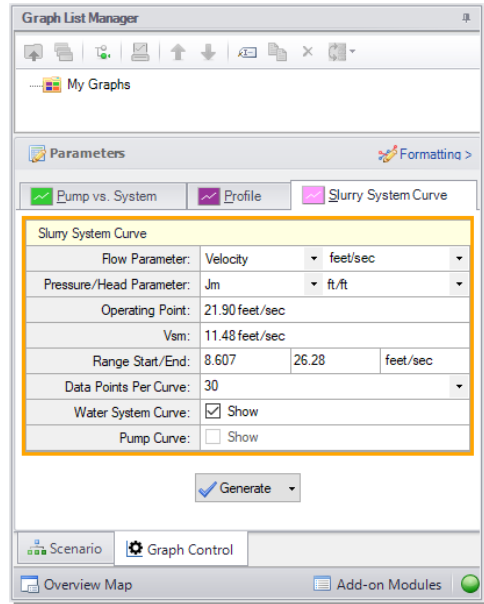 Graph List Manager
My Graphs
Parameters Formatting >
Pump vs. System Profile Slurry System Curve
Slurry System Curve
Flow Parameter: Velocity feet/sec
Pressure/Head Parameter: Jm ft/ft
Operating Point: 21.90 feet/sec
Vsm: 11.48 feet/sec
Range Start/End: 8.607 26.28 feet/sec
Data Points Per Curve: 30
Water System Curve: Show
Pump Curve: Show
Generate
Scenario Graph Control
Overview Map Add-on Modules